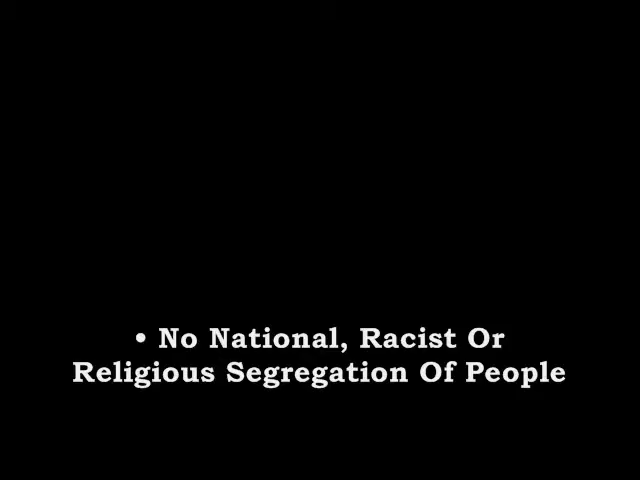 • No National, Racist Or
Religious Segregation Of People